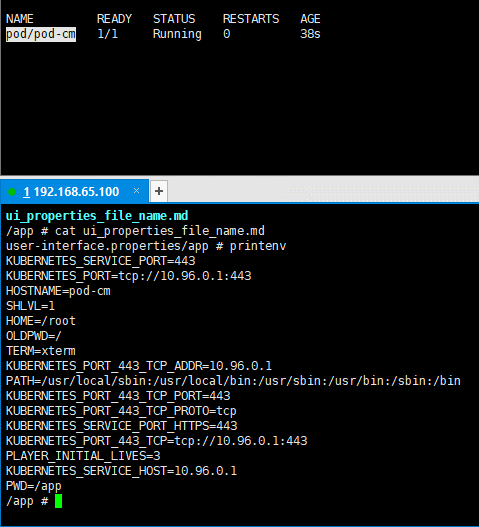 NAME READY STATUS RESTARTS AGE
pod/pod-cm 1/1 Running 0 38s
1 192.168.65.100 × +
ui_properties_file_name.md
/app # cat ui_properties_file_name.md
user-interface.properties/app # printenv
KUBERNETES_SERVICE_PORT=443
KUBERNETES_PORT=tcp://10.96.0.1:443
HOSTNAME=pod-cm
SHLVL=1
HOME=/root
OLDPWD=/
TERM=xterm
KUBERNETES_PORT_443_TCP_ADDR=10.96.0.1
PATH=/usr/local/sbin:/usr/local/bin:/usr/sbin:/usr/bin:/sbin:/bin
KUBERNETES_PORT_443_TCP_PORT=443
KUBERNETES_PORT_443_TCP_PROTO=tcp
KUBERNETES_SERVICE_PORT_HTTPS=443
KUBERNETES_PORT_443_TCP=tcp://10.96.0.1:443
PLAYER_INITIAL_LIVES=3
KUBERNETES_SERVICE_HOST=10.96.0.1
PWD=/app
/app #